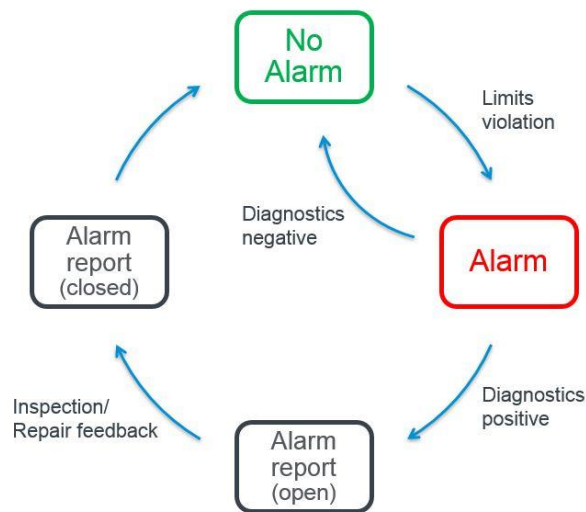 No
Alarm
Limits
violation
Diagnostics
negative
Alarm
report
(closed)
Alarm
Inspection/
Repair feedback
Diagnostics
positive
Alarm
report
(open)